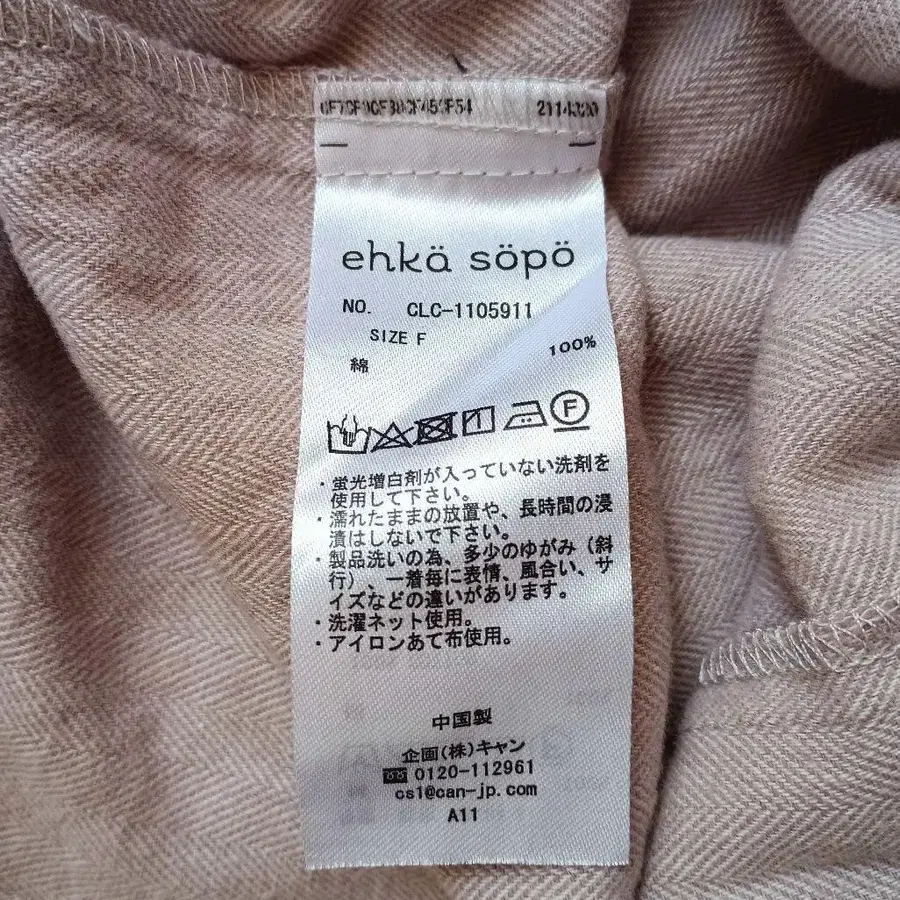 ehkä söpö
NO. CLC-1105911
SIZE F
綿 100%
F
・蛍光増白剤が入っていない洗剤を
使用して下さい。
・濡れたままの放置や、長時間の浸
漬はしないで下さい。
・製品洗いの為、多少のゆがみ（斜
行）、一着毎に表情、風合い、サ
イズなどの違いがあります。
・洗濯ネット使用。
・アイロンあて布使用。
中国製
企画(株)キャン
0120-112961
cs1@can-jp.com
A11